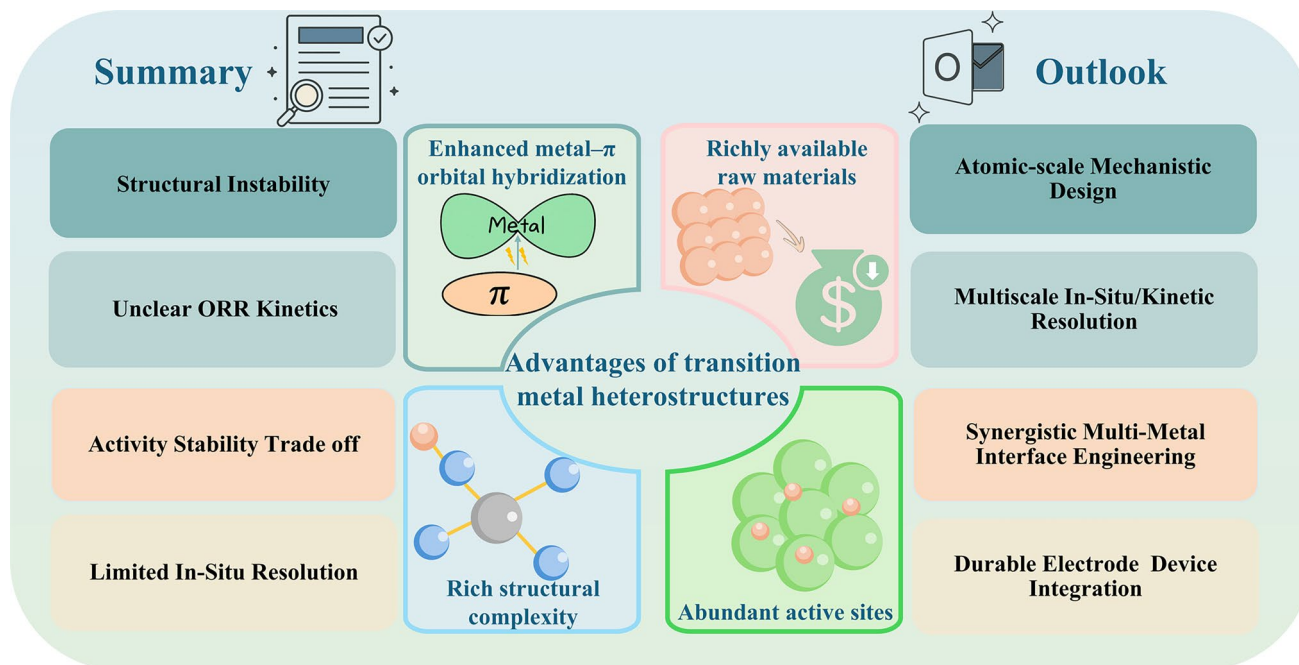 Summary
Structural Instability
Unclear ORR Kinetics
Activity Stability Trade off
Limited In-Situ Resolution
Enhanced metal–π
orbital hybridization
Metal
π
Richly available
raw materials
$
Advantages of transition
metal heterostructures
Rich structural
complexity
Abundant active sites
O
Outlook
Atomic-scale Mechanistic
Design
Multiscale In-Situ/Kinetic
Resolution
Synergistic Multi-Metal
Interface Engineering
Durable Electrode  Device
Integration